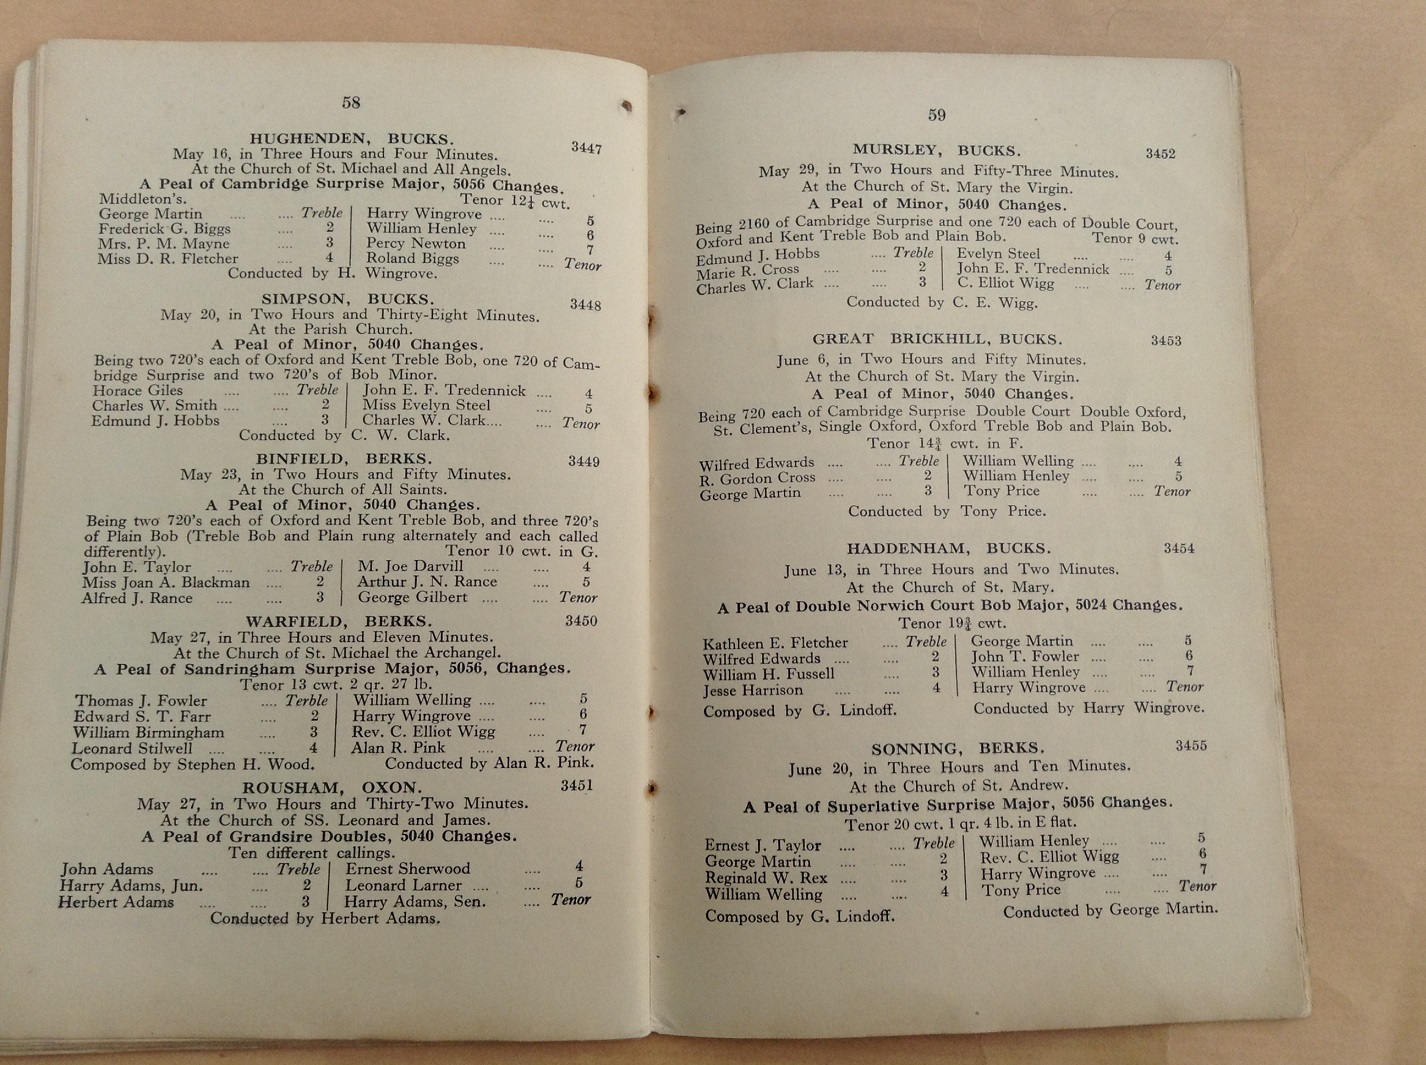 58
HUGHENDEN, BUCKS. 3447
May 16, in Three Hours and Four Minutes.
At the Church of St. Michael and All Angels.
A Peal of Cambridge Surprise Major, 5056 Changes.
Middleton's. Tenor 12¼ cwt.
George Martin .... .... Treble Harry Wingrove .... .... 5
Frederick G. Biggs .... 2 William Henley .... .... 6
Mrs. P. M. Mayne .... 3 Percy Newton .... .... 7
Miss D. R. Fletcher .... 4 Roland Biggs .... .... Tenor
Conducted by H. Wingrove.
SIMPSON, BUCKS. 3448
May 20, in Two Hours and Thirty-Eight Minutes.
At the Parish Church.
A Peal of Minor, 5040 Changes.
Being two 720's each of Oxford and Kent Treble Bob, one 720 of Cam-
bridge Surprise and two 720's of Bob Minor.
Horace Giles .... .... Treble John E. F. Tredennick .... 4
Charles W. Smith .... .... 2 Miss Evelyn Steel .... 5
Edmund J. Hobbs .... 3 Charles W. Clark.... .... Tenor
Conducted by C. W. Clark.
BINFIELD, BERKS. 3449
May 23, in Two Hours and Fifty Minutes.
At the Church of All Saints.
A Peal of Minor, 5040 Changes.
Being two 720's each of Oxford and Kent Treble Bob, and three 720's
of Plain Bob (Treble Bob and Plain rung alternately and each called
differently). Tenor 10 cwt. in G.
John E. Taylor .... .... Treble M. Joe Darvill .... .... 4
Miss Joan A. Blackman .... 2 Arthur J. N. Rance .... 5
Alfred J. Rance .... .... 3 George Gilbert .... .... Tenor
WARFIELD, BERKS. 3450
May 27, in Three Hours and Eleven Minutes.
At the Church of St. Michael the Archangel.
A Peal of Sandringham Surprise Major, 5056, Changes.
Tenor 13 cwt. 2 qr. 27 lb.
Thomas J. Fowler .... Terble William Welling .... .... 5
Edward S. T. Farr .... 2 Harry Wingrove .... .... 6
William Birmingham .... 3 Rev. C. Elliot Wigg .... 7
Leonard Stilwell .... .... 4 Alan R. Pink .... .... Tenor
Composed by Stephen H. Wood. Conducted by Alan R. Pink.
ROUSHAM, OXON. 3451
May 27, in Two Hours and Thirty-Two Minutes.
At the Church of SS. Leonard and James.
A Peal of Grandsire Doubles, 5040 Changes.
Ten different callings.
John Adams .... .... Treble Ernest Sherwood .... 4
Harry Adams, Jun. .... 2 Leonard Larner .... .... 5
Herbert Adams .... .... 3 Harry Adams, Sen. .... Tenor
Conducted by Herbert Adams.
59
MURSLEY, BUCKS. 3452
May 29, in Two Hours and Fifty-Three Minutes.
At the Church of St. Mary the Virgin.
A Peal of Minor, 5040 Changes.
Being 2160 of Cambridge Surprise and one 720 each of Double Court,
Oxford and Kent Treble Bob and Plain Bob. Tenor 9 cwt.
Edmund J. Hobbs .... Treble Evelyn Steel .... .... 4
Marie R. Cross .... .... 2 John E. F. Tredennick .... 5
Charles W. Clark .... .... 3 C. Elliot Wigg .... .... Tenor
Conducted by C. E. Wigg.
GREAT BRICKHILL, BUCKS. 3453
June 6, in Two Hours and Fifty Minutes.
At the Church of St. Mary the Virgin.
A Peal of Minor, 5040 Changes.
Being 720 each of Cambridge Surprise Double Court Double Oxford,
St. Clement's, Single Oxford, Oxford Treble Bob and Plain Bob.
Tenor 14¾ cwt. in F.
Wilfred Edwards .... .... Treble William Welling .... .... 4
R. Gordon Cross .... .... 2 William Henley .... .... 5
George Martin .... .... 3 Tony Price .... .... Tenor
Conducted by Tony Price.
HADDENHAM, BUCKS. 3454
June 13, in Three Hours and Two Minutes.
At the Church of St. Mary.
A Peal of Double Norwich Court Bob Major, 5024 Changes.
Tenor 19¾ cwt.
Kathleen E. Fletcher .... Treble George Martin .... .... 5
Wilfred Edwards .... .... 2 John T. Fowler .... .... 6
William H. Fussell .... 3 William Henley .... .... 7
Jesse Harrison .... .... 4 Harry Wingrove .... .... Tenor
Composed by G. Lindoff. Conducted by Harry Wingrove.
SONNING, BERKS. 3455
June 20, in Three Hours and Ten Minutes.
At the Church of St. Andrew.
A Peal of Superlative Surprise Major, 5056 Changes.
Tenor 20 cwt. 1 qr. 4 lb. in E flat.
Ernest J. Taylor .... .... Treble William Henley .... .... 5
George Martin .... .... 2 Rev. C. Elliot Wigg .... 6
Reginald W. Rex .... .... 3 Harry Wingrove .... .... 7
William Welling .... .... 4 Tony Price .... .... Tenor
Composed by G. Lindoff. Conducted by George Martin.